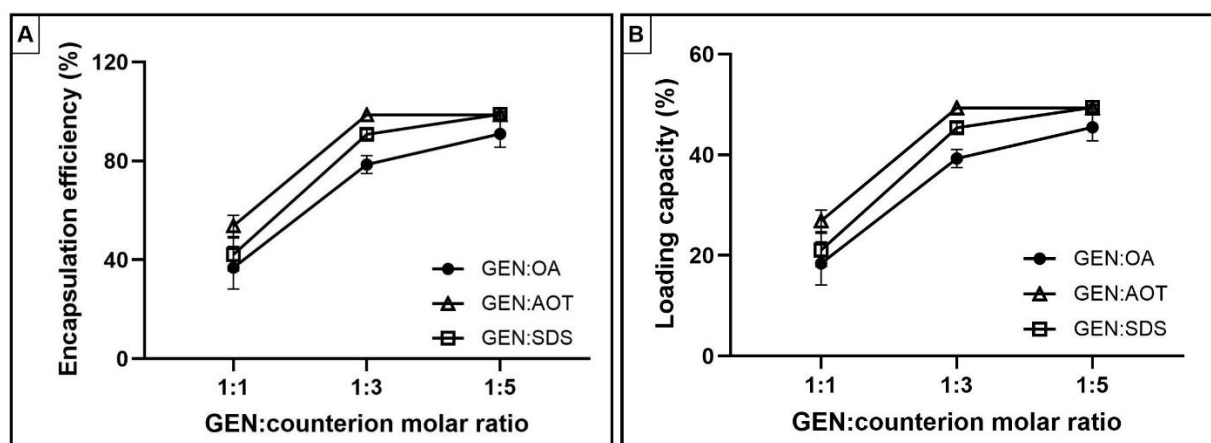 A
Encapsulation efficiency (%)
120
80
40
0
GEN:OA
GEN:AOT
GEN:SDS
1:1 1:3 1:5
GEN:counterion molar ratio
B
Loading capacity (%)
60
40
20
0
GEN:OA
GEN:AOT
GEN:SDS
1:1 1:3 1:5
GEN:counterion molar ratio